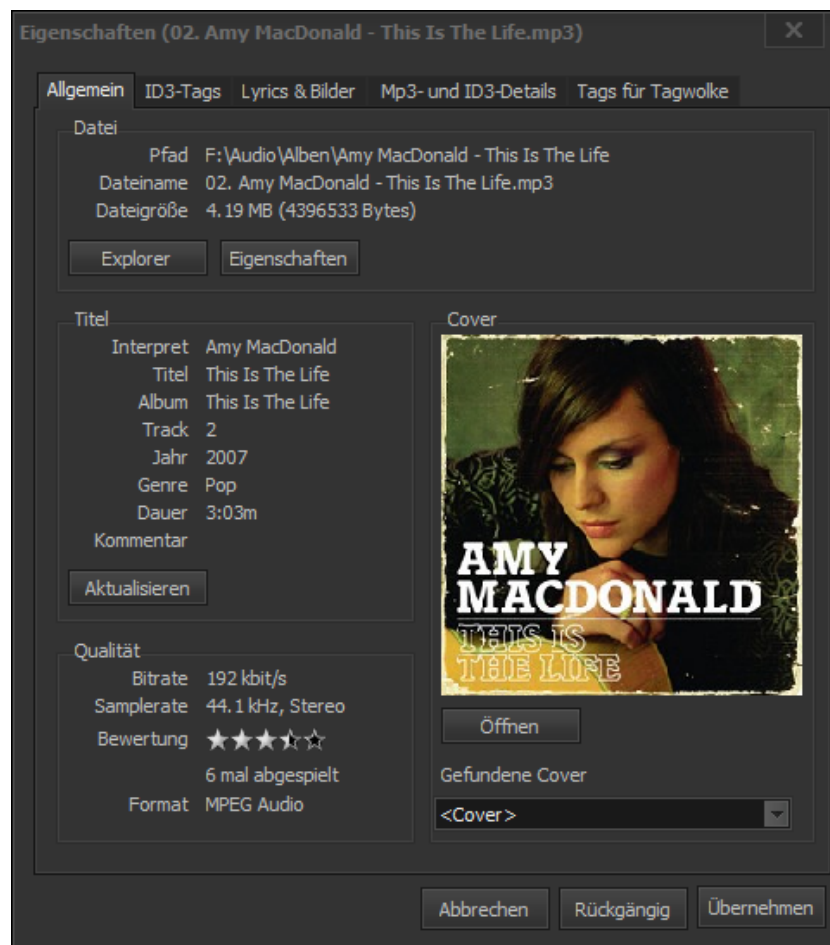 Eigenschaften (02. Amy MacDonald - This Is The Life.mp3)
X
Allgemein ID3-Tags Lyrics & Bilder Mp3- und ID3-Details Tags für Tagwolke
Datei
Pfad F:\Audio\Alben\Amy MacDonald - This Is The Life
Dateiname 02. Amy MacDonald - This Is The Life.mp3
Dateigröße 4.19 MB (4396533 Bytes)
Explorer Eigenschaften
Titel
Interpret Amy MacDonald
Titel This Is The Life
Album This Is The Life
Track 2
Jahr 2007
Genre Pop
Dauer 3:03m
Kommentar
Aktualisieren
Qualität
Bitrate 192 kbit/s
Samplerate 44.1 kHz, Stereo
Bewertung
6 mal abgespielt
Format MPEG Audio
Cover
AMY
MACDONALD
THIS IS
THE LIFE
Öffnen
Gefundene Cover
<Cover>
Abbrechen Rückgängig Übernehmen